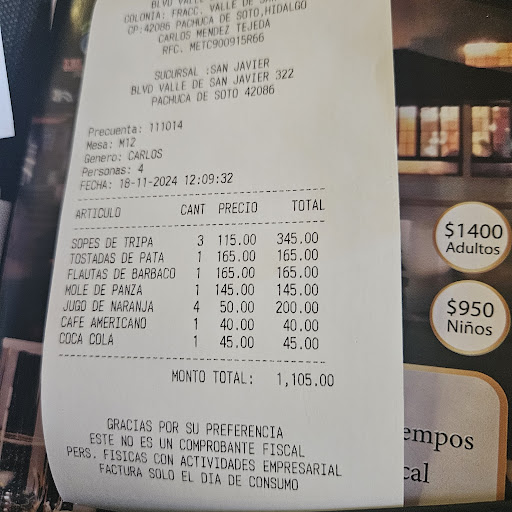 BLVD VALLE DE SAN
COLONIA: FRACC. VALLE DE SAN
CP:42086 PACHUCA DE SOTO,HIDALGO
CARLOS MENDEZ TEJEDA
RFC. METC900915R66
SUCURSAL :SAN JAVIER
BLVD VALLE DE SAN JAVIER 322
PACHUCA DE SOTO 42086
Precuenta: 111014
Mesa: M12
Genero: CARLOS
Personas: 4
FECHA: 18-11-2024 12:09:32
ARTICULO CANT PRECIO TOTAL
SOPES DE TRIPA 3 115.00 345.00
TOSTADAS DE PATA 1 165.00 165.00
FLAUTAS DE BARBACO 1 165.00 165.00
MOLE DE PANZA 1 145.00 145.00
JUGO DE NARANJA 4 50.00 200.00
CAFE AMERICANO 1 40.00 40.00
COCA COLA 1 45.00 45.00
MONTO TOTAL: 1,105.00
GRACIAS POR SU PREFERENCIA
ESTE NO ES UN COMPROBANTE FISCAL
PERS. FISICAS CON ACTIVIDADES EMPRESARIAL
FACTURA SOLO EL DIA DE CONSUMO
$1400
Adultos
$950
Niños
empos
cal